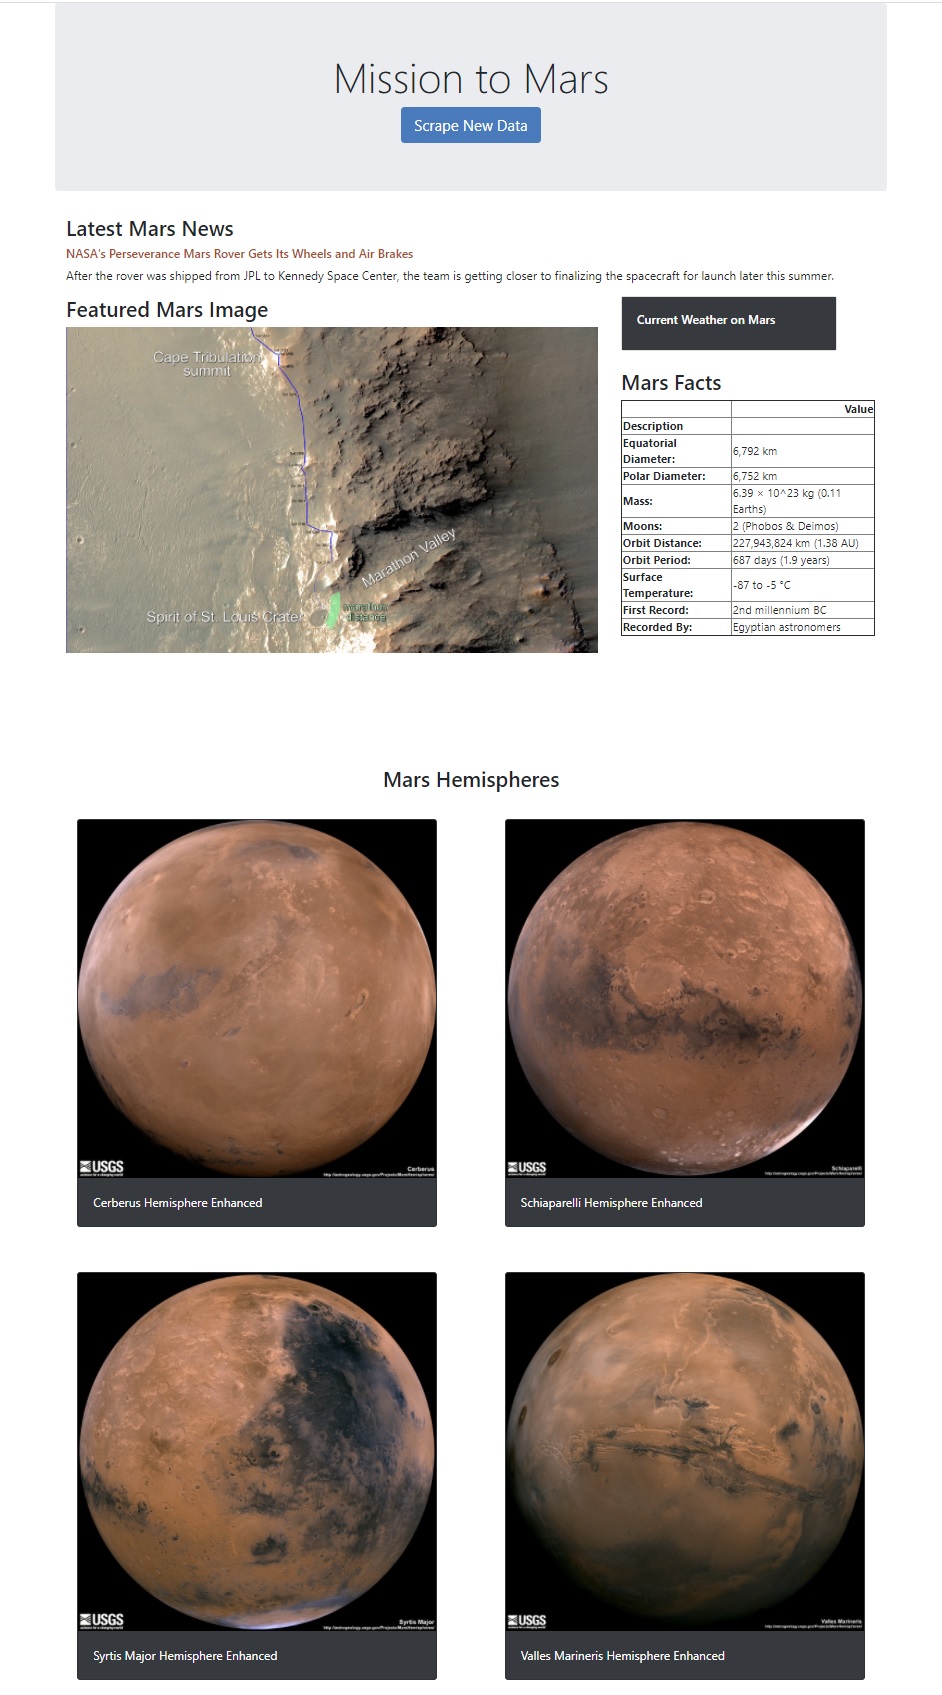 Mission to Mars
Scrape New Data
Latest Mars News
NASA's Perseverance Mars Rover Gets Its Wheels and Air Brakes
After the rover was shipped from JPL to Kennedy Space Center, the team is getting closer to finalizing the spacecraft for launch later this summer.
Featured Mars Image
Cape Tribulation
summit
Marathon Valley
Spirit of St. Louis Crater
marathon
distance
Current Weather on Mars
Mars Facts
Value
Description
Equatorial
Diameter:
6,792 km
Polar Diameter: 6,752 km
Mass:
6.39 × 10^23 kg (0.11
Earths)
Moons: 2 (Phobos & Deimos)
Orbit Distance: 227,943,824 km (1.38 AU)
Orbit Period: 687 days (1.9 years)
Surface
Temperature:
-87 to -5 °C
First Record: 2nd millennium BC
Recorded By: Egyptian astronomers
Mars Hemispheres
USGS
Cerberus
Cerberus Hemisphere Enhanced
USGS
Schiaparelli
Schiaparelli Hemisphere Enhanced
USGS
Syrtis Major
Syrtis Major Hemisphere Enhanced
USGS
Valles Marineris
Valles Marineris Hemisphere Enhanced